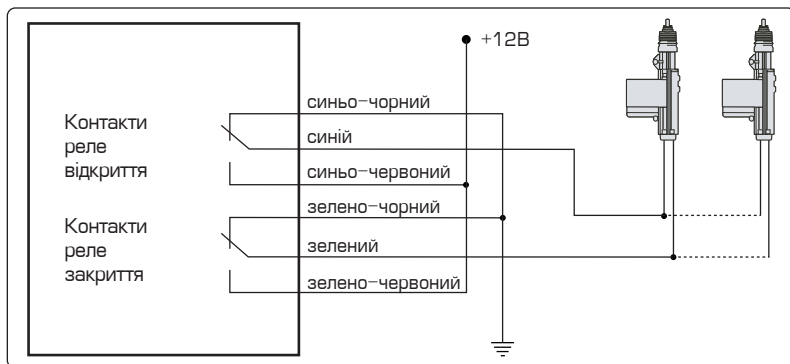 +12В
синьо-чорний
Контакти
реле
відкриття
синій
синьо-червоний
зелено-чорний
Контакти
реле
закриття
зелений
зелено-червоний